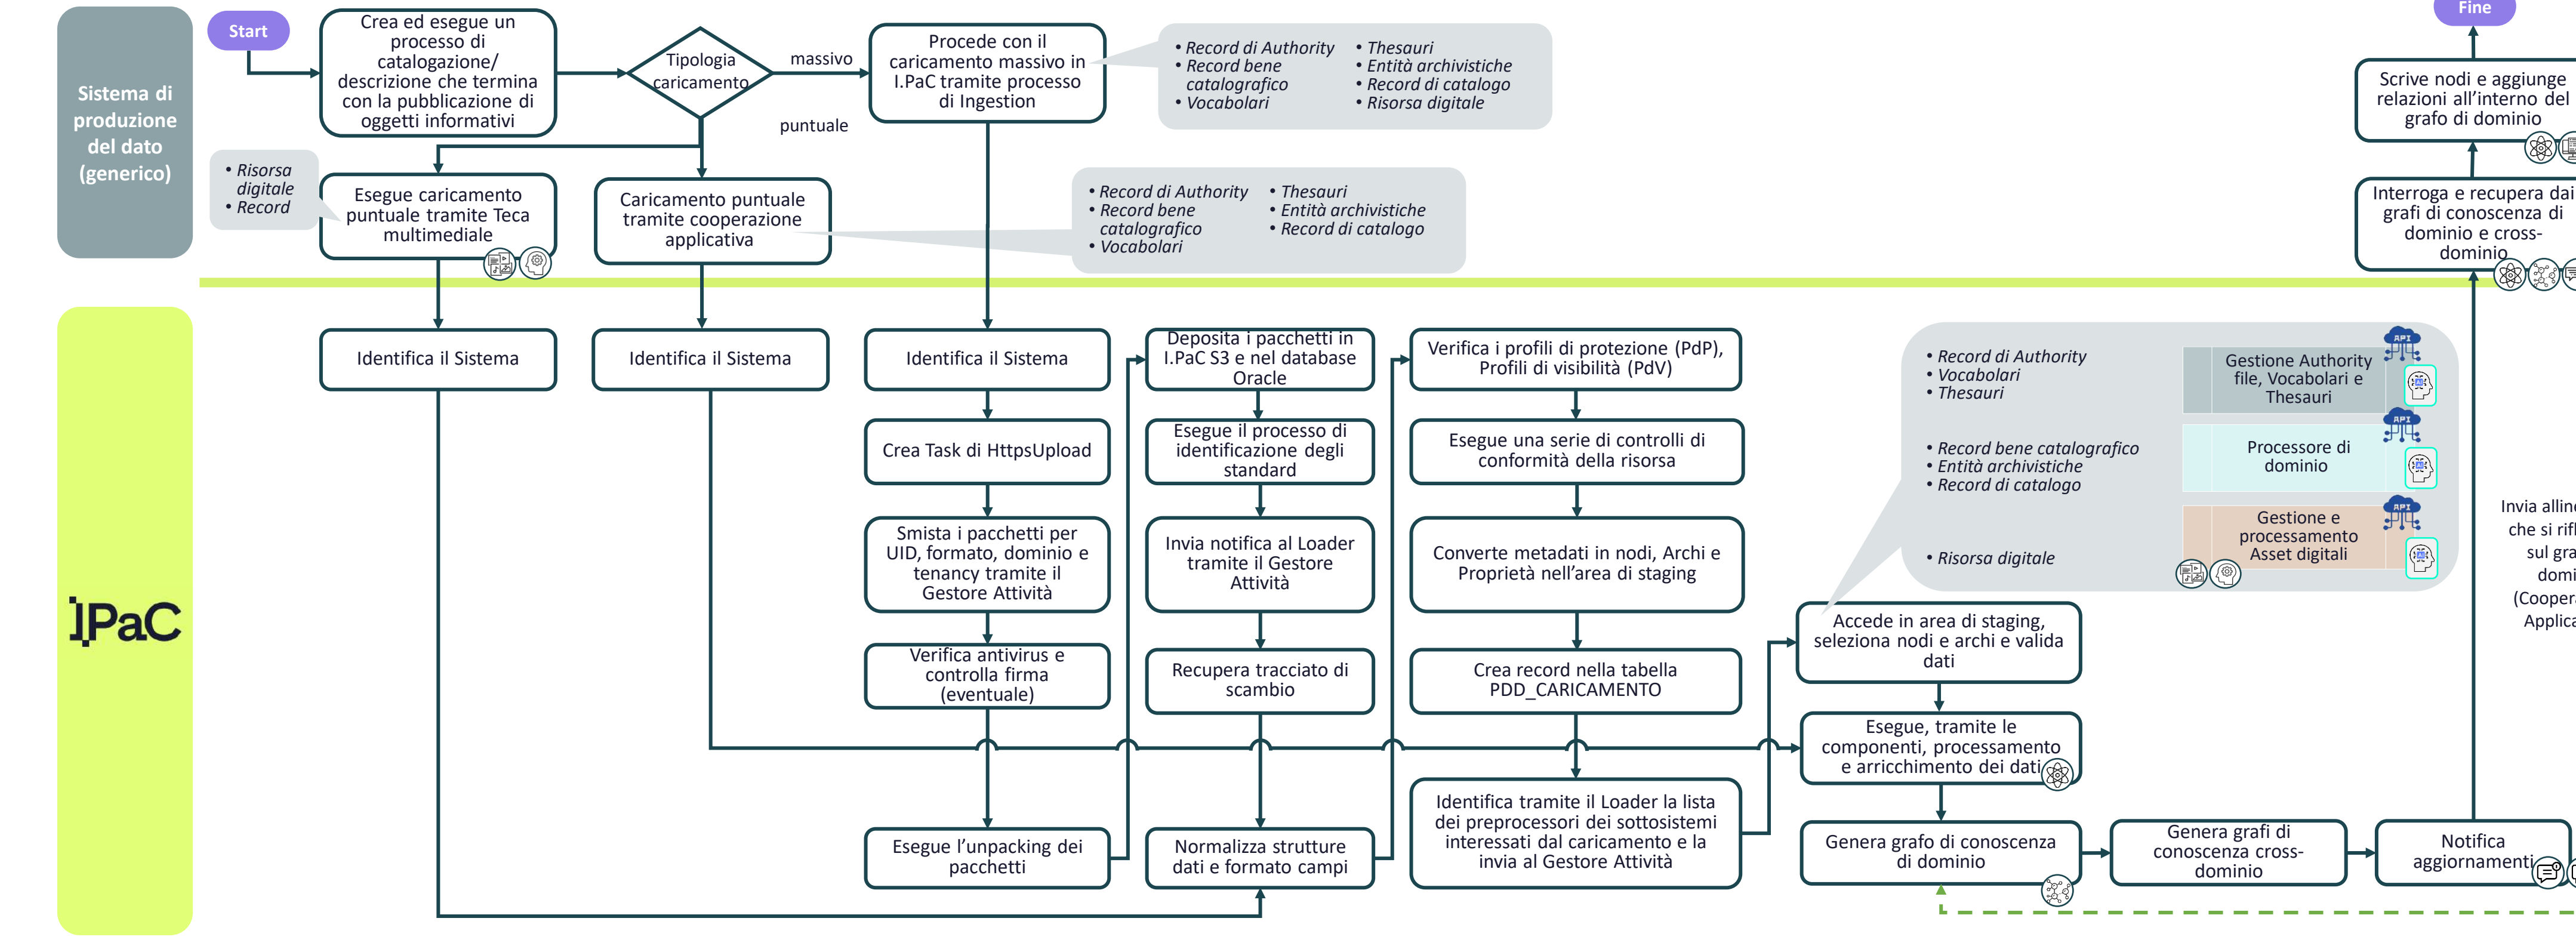 Sistema di
produzione
del dato
(generico)
Start
Crea ed esegue un
processo di
catalogazione/
descrizione che termina
con la pubblicazione di
oggetti informativi
Tipologia
caricamento
massivo
puntuale
Procede con il
caricamento massivo in
I.PaC tramite processo
di Ingestion
• Record di Authority
• Record bene
catalografico
• Vocabolari
• Thesauri
• Entità archivistiche
• Record di catalogo
• Risorsa digitale
• Risorsa
digitale
• Record
Esegue caricamento
puntuale tramite Teca
multimediale
Caricamento puntuale
tramite cooperazione
applicativa
• Record di Authority
• Record bene
catalografico
• Vocabolari
• Thesauri
• Entità archivistiche
• Record di catalogo
Fine
Scrive nodi e aggiunge
relazioni all’interno del
grafo di dominio
Interroga e recupera dai
grafi di conoscenza di
dominio e cross-
dominio
IPaC
Identifica il Sistema
Identifica il Sistema
Identifica il Sistema
Crea Task di HttpsUpload
Smista i pacchetti per
UID, formato, dominio e
tenancy tramite il
Gestore Attività
Verifica antivirus e
controlla firma
(eventuale)
Esegue l’unpacking dei
pacchetti
Deposita i pacchetti in
I.PaC S3 e nel database
Oracle
Esegue il processo di
identificazione degli
standard
Invia notifica al Loader
tramite il Gestore
Attività
Recupera tracciato di
scambio
Normalizza strutture
dati e formato campi
Verifica i profili di protezione (PdP),
Profili di visibilità (PdV)
Esegue una serie di controlli di
conformità della risorsa
Converte metadati in nodi, Archi e
Proprietà nell’area di staging
Crea record nella tabella
PDD_CARICAMENTO
Identifica tramite il Loader la lista
dei preprocessori dei sottosistemi
interessati dal caricamento e la
invia al Gestore Attività
• Record di Authority
• Vocabolari
• Thesauri
• Record bene catalografico
• Entità archivistiche
• Record di catalogo
• Risorsa digitale
API
Gestione Authority
file, Vocabolari e
Thesauri
API
Processore di
dominio
API
Gestione e
processamento
Asset digitali
Accede in area di staging,
seleziona nodi e archi e valida
dati
Esegue, tramite le
componenti, processamento
e arricchimento dei dati
Genera grafo di conoscenza
di dominio
Genera grafi di
conoscenza cross-
dominio
Notifica
aggiornamenti
Invia
che si
sul
(